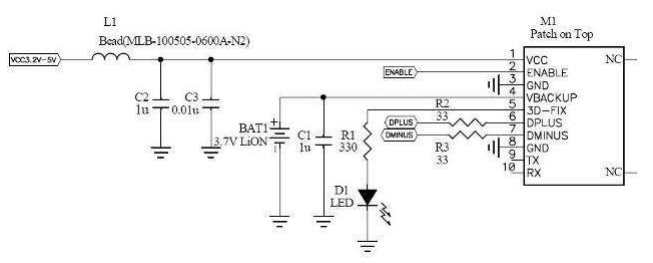 L1
Bead(MLB-100505-0600A-N2)
VCC3.2V-5V
C2
1u
C3
0.01u
BAT1
3.7V LiON
C1
1u
R1
330
D1
LED
ENABLE
R2
33
DPLUS
DMINUS
R3
33
M1
Patch on Top
1 VCC NC
2 ENABLE
3 GND
4 VBACKUP
5 3D-FIX
6 DPLUS
7 DMINUS
8 GND
9 TX
10 RX NC